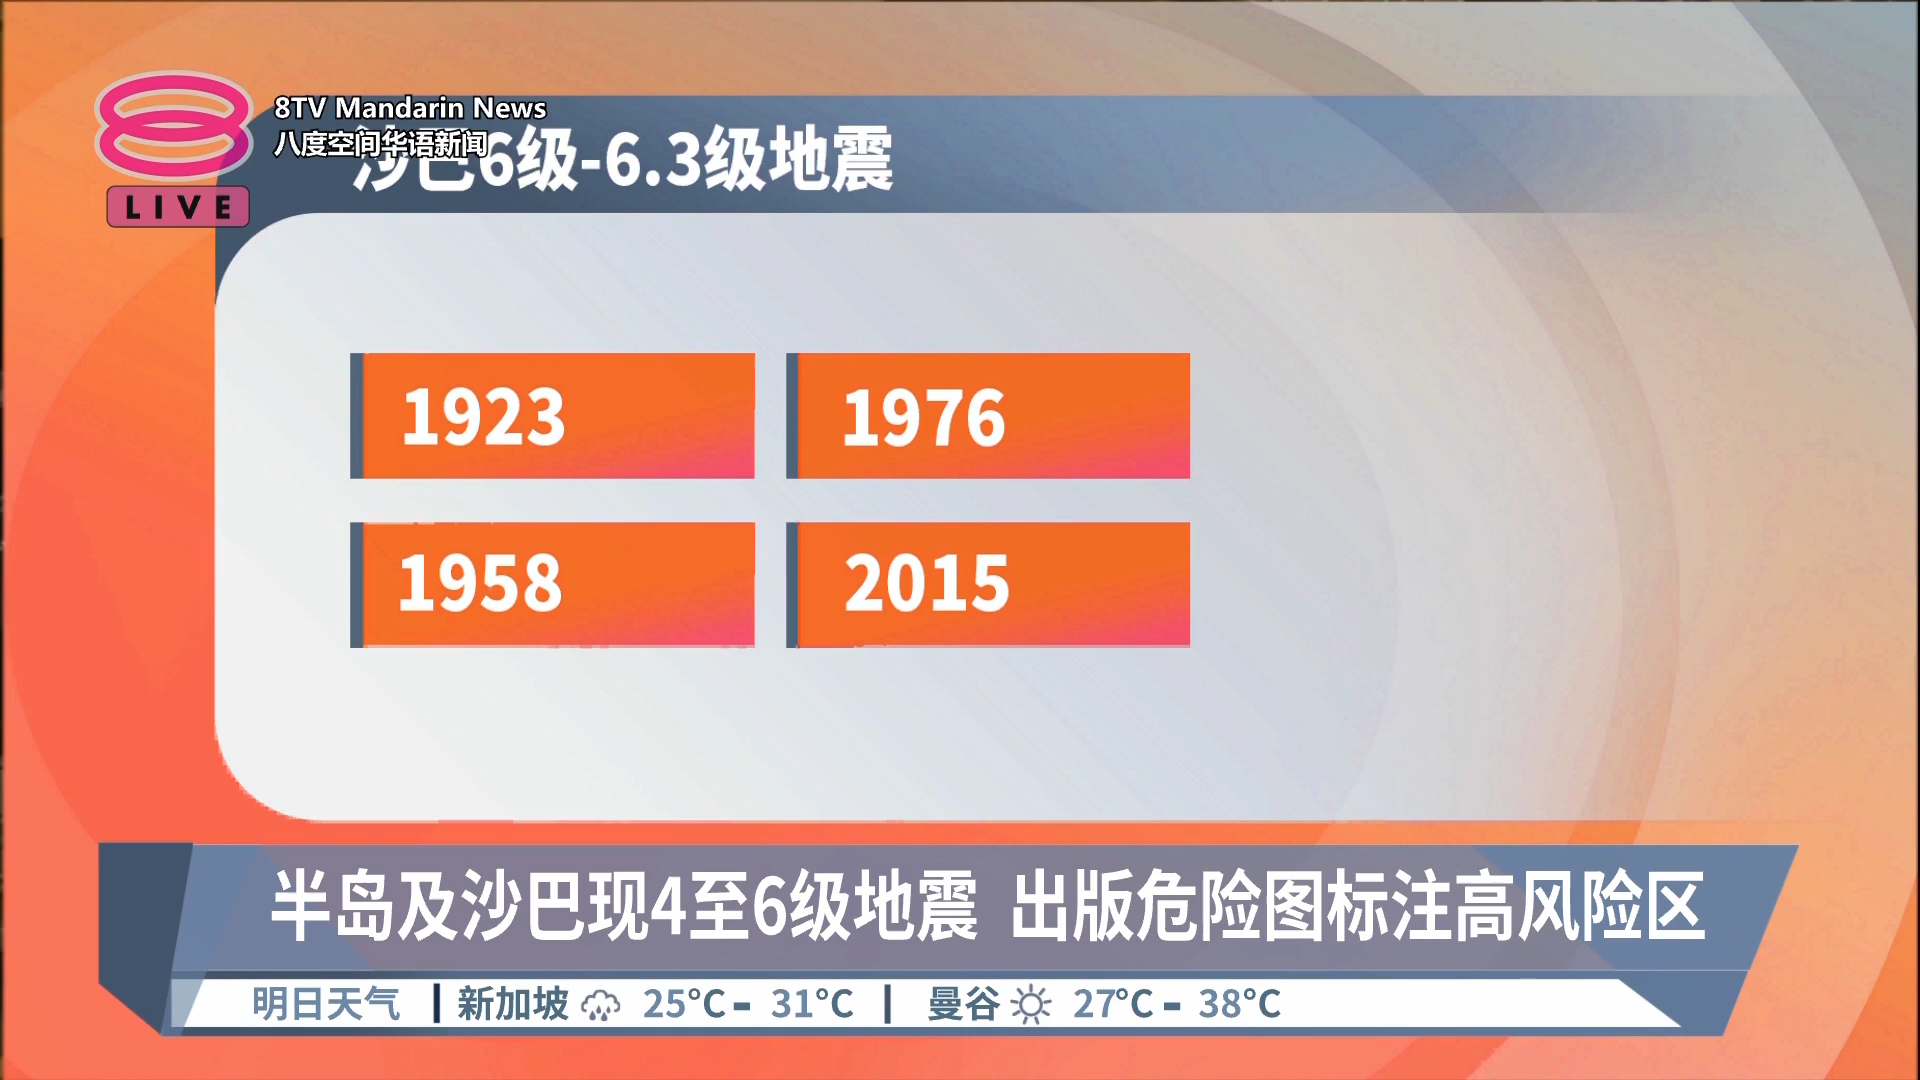 8TV Mandarin News
八度空间华语新闻
LIVE
沙巴6级-6.3级地震
1923
1976
1958
2015
半岛及沙巴现4至6级地震 出版危险图标注高风险区
明日天气 | 新加坡 25°C - 31°C | 曼谷 27°C - 38°C